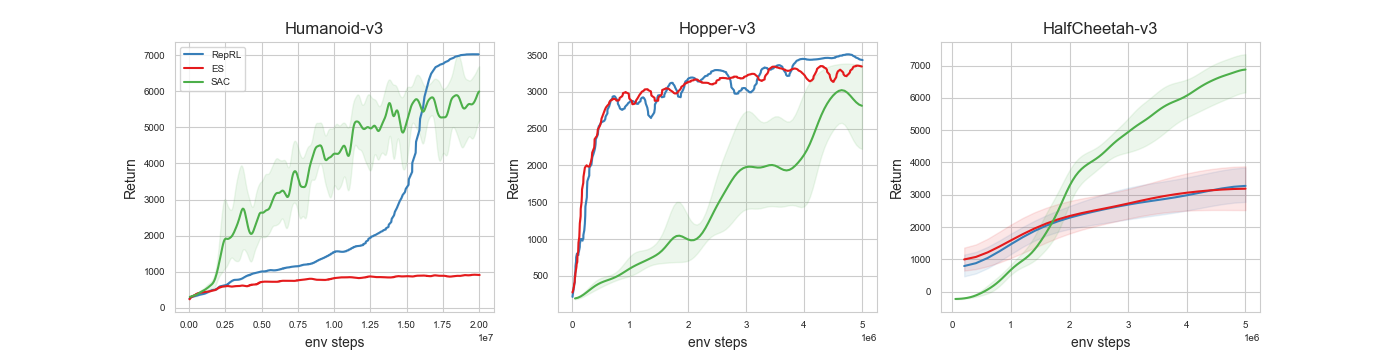 Humanoid-v3
RepRL
ES
SAC
7000
6000
5000
4000
3000
2000
1000
0
Return
0.00
0.25
0.50
0.75
1.00
1.25
1.50
1.75
2.00
1e7
env steps
Hopper-v3
3500
3000
2500
2000
1500
1000
500
Return
0
1
2
3
4
5
1e6
env steps
HalfCheetah-v3
7000
6000
5000
4000
3000
2000
1000
0
Return
0
1
2
3
4
5
1e6
env steps